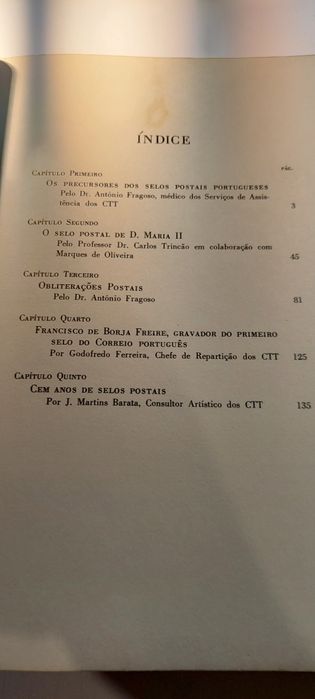 ÍNDICE
PÁG.
CAPÍTULO PRIMEIRO
OS PRECURSORES DOS SELOS POSTAIS PORTUGUESES
Pelo Dr. António Fragoso, médico dos Serviços de Assis-
tência dos CTT 3
CAPÍTULO SEGUNDO
O SELO POSTAL DE D. MARIA II
Pelo Professor Dr. Carlos Trincão em colaboração com
Marques de Oliveira 45
CAPÍTULO TERCEIRO
OBLITERAÇÕES POSTAIS
Pelo Dr. António Fragoso 81
CAPÍTULO QUARTO
FRANCISCO DE BORJA FREIRE, GRAVADOR DO PRIMEIRO
SELO DO CORREIO PORTUGUÊS
Por Godofredo Ferreira, Chefe de Repartição dos CTT 125
CAPÍTULO QUINTO
CEM ANOS DE SELOS POSTAIS
Por J. Martins Barata, Consultor Artístico dos CTT 135